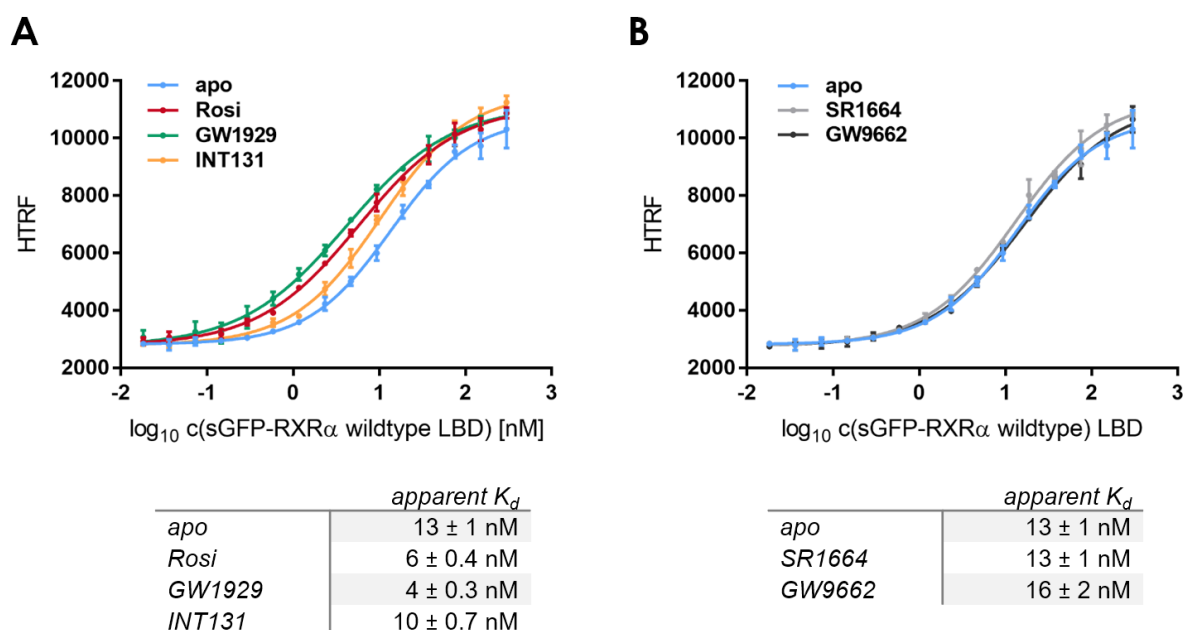 A
12000
10000
8000
6000
4000
2000
HTRF
apo
Rosi
GW1929
INT131
-2 -1 0 1 2 3
log10 c(sGFP-RXRα wildtype LBD) [nM]
apparent Kd
apo 13 ± 1 nM
Rosi 6 ± 0.4 nM
GW1929 4 ± 0.3 nM
INT131 10 ± 0.7 nM
B
12000
10000
8000
6000
4000
2000
HTRF
apo
SR1664
GW9662
-2 -1 0 1 2 3
log10 c(sGFP-RXRα wildtype) LBD
apparent Kd
apo 13 ± 1 nM
SR1664 13 ± 1 nM
GW9662 16 ± 2 nM